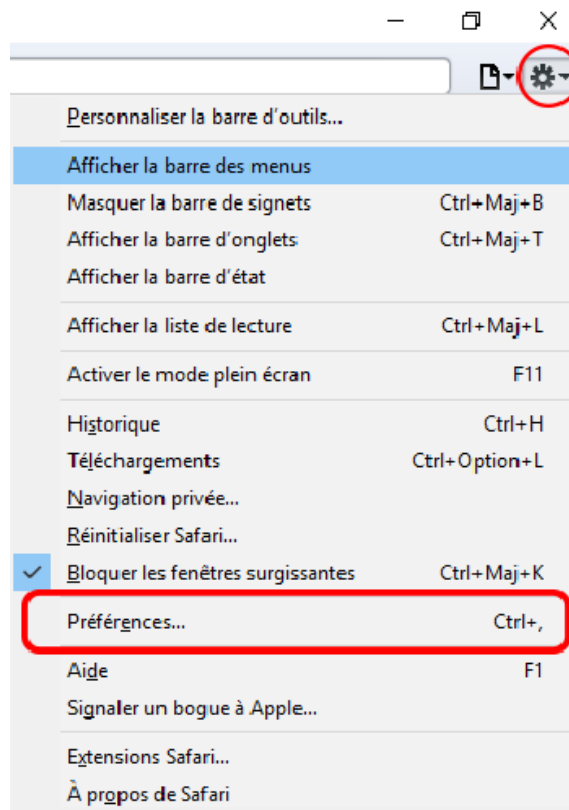 Personnaliser la barre d'outils...
Afficher la barre des menus
Masquer la barre de signets Ctrl+Maj+B
Afficher la barre d'onglets Ctrl+Maj+T
Afficher la barre d'état
Afficher la liste de lecture Ctrl+Maj+L
Activer le mode plein écran F11
Historique Ctrl+H
Téléchargements Ctrl+Option+L
Navigation privée...
Réinitialiser Safari...
Bloquer les fenêtres surgissantes Ctrl+Maj+K
Préférences... Ctrl+,
Aide F1
Signaler un bogue à Apple...
Extensions Safari...
À propos de Safari